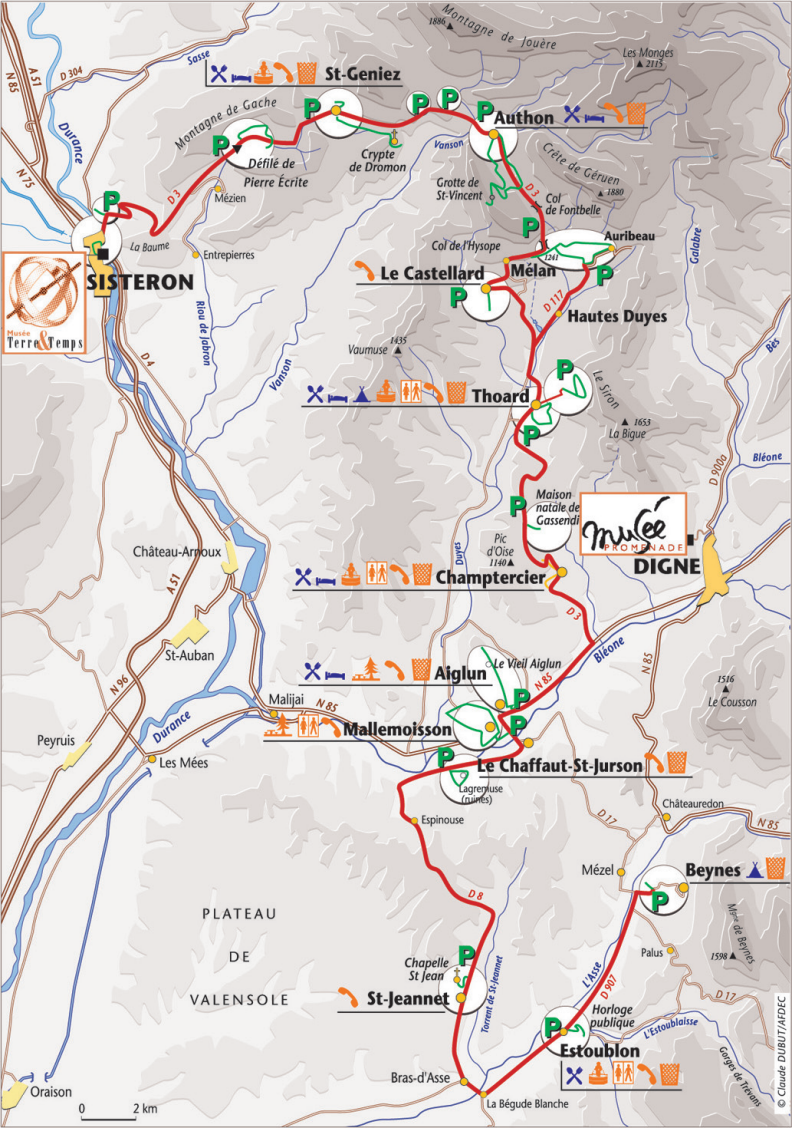 Montagne de Jouère
1886
Les Monges
2115
Sasse
D 304
A 51
N 85
St-Geniez
Durance
Montagne de Gache
P
P
P
P
P
Authon
Vanson
N 75
Défilé de
Pierre Écrite
Crypte
de Dromon
Crête de Géruen
1880
Mézien
D 3
Grotte de
St-Vincent
D 3
Col
de Fontbelle
P
P
La Baume
Entrepierres
Col de l'Hysope
1241
Auribeau
Galabre
SISTERON
Musée
Terre & Temps
Le Castellard
Mélan
P
P
D 117
Hautes Duyes
Riou de Jabron
Vanson
D 4
Vaumuse
1435
Bès
Thoard
P
P
Le Siron
1653
La Bigue
D 900a
Bléone
Maison
natale de
Gassendi
P
musée
PROMENADE
DIGNE
Château-Arnoux
Duyes
Pic
d'Oise
1140
Champtercier
A 51
D 3
St-Auban
Bléone
N 85
Aiglun
Le Vieil Aiglun
N 85
1516
Le Cousson
N 96
Malijai
N 85
P
Mallemoisson
P
Durance
Peyruis
Les Mées
P
Le Chaffaut-St-Jurson
Lagremuse
(ruines)
Espinouse
D 17
Châteauredon
N 85
Mézel
Beynes
P
D 8
PLATEAU
DE
VALENSOLE
Mgne de Beynes
1598
Palus
Chapelle
St Jean
P
Torrent de St-Jeannet
L'Asse
D 907
D 17
St-Jeannet
Horloge
publique
P
L'Estoublaisse
Estoublon
Gorges de Trévans
Bras-d'Asse
La Bégude Blanche
Oraison
0 2 km
© Claude DUBUT/AFDEC